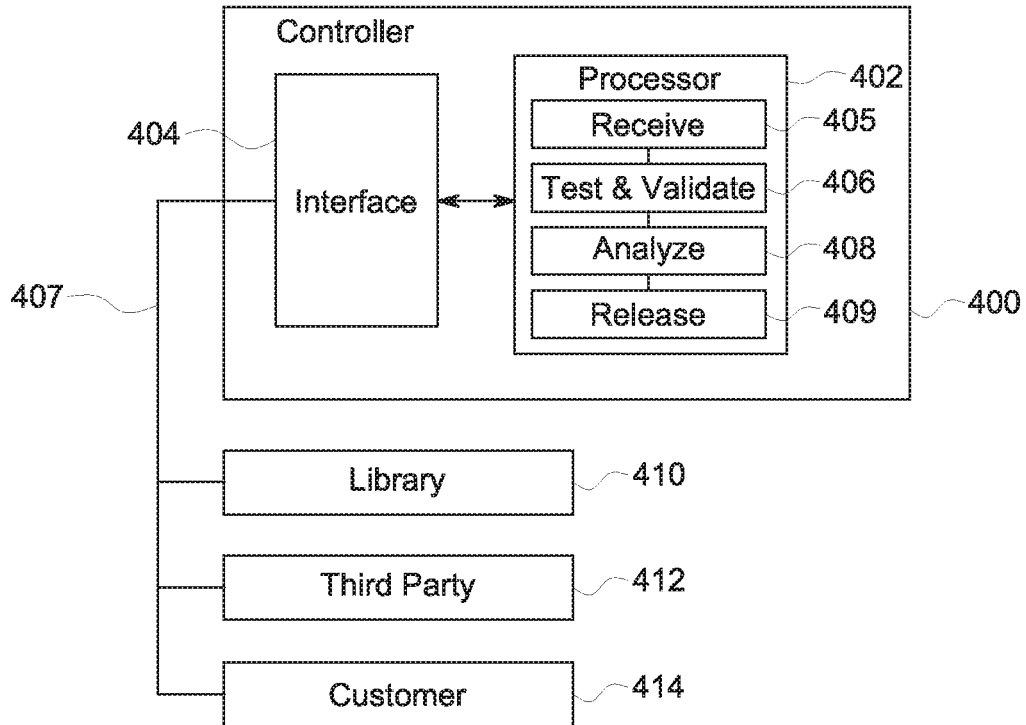 Controller
Processor
402
404
Receive
405
Test & Validate
406
Interface
Analyze
408
407
Release
409
400
Library
410
Third Party
412
Customer
414